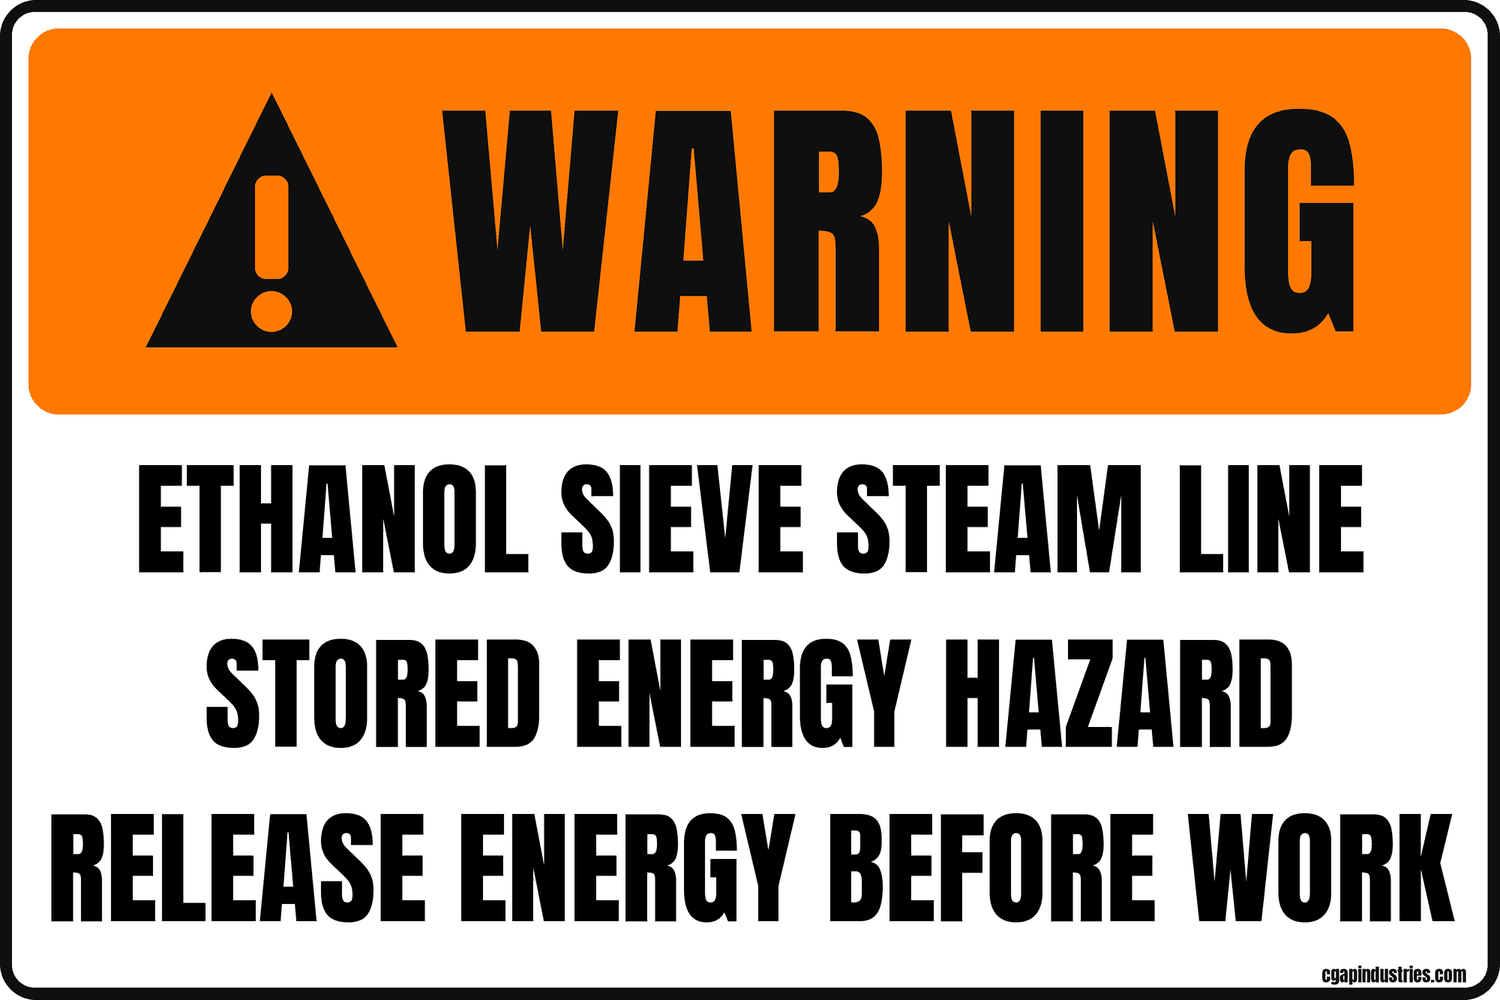 WARNING
ETHANOL SIEVE STEAM LINE
STORED ENERGY HAZARD
RELEASE ENERGY BEFORE WORK
cgapindustries.com